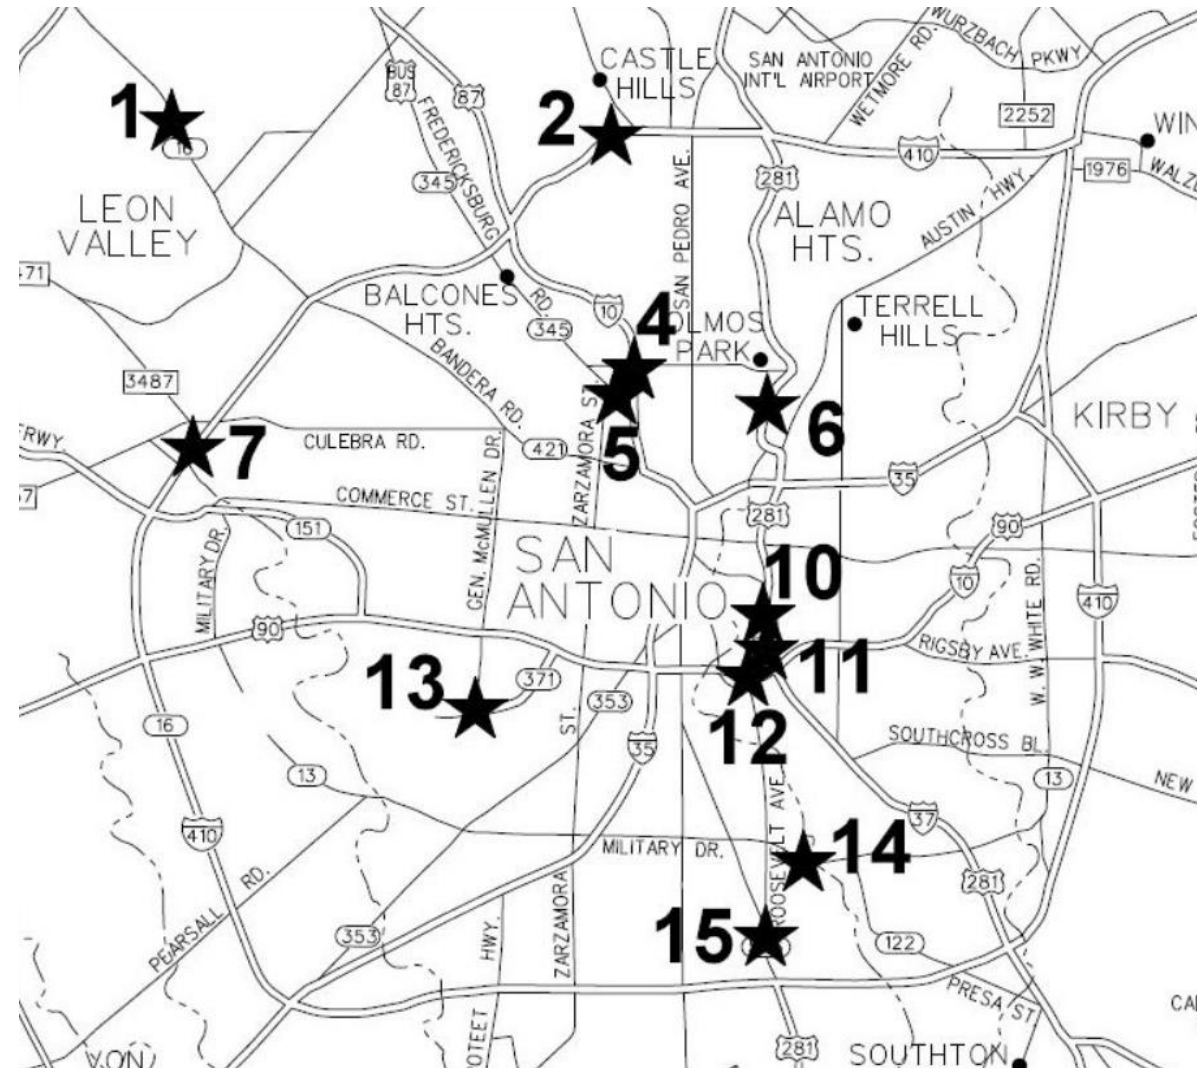 WURZBACH
PKWY.
CASTLE
HILLS
SAN ANTONIO
INT'L AIRPORT
WETMORE RD.
BUS
87
87
1
2
2252
WIN
16
FREDERICKSBURG
RD.
345
410
1976
WALZ
281
AUSTIN HWY.
LEON
VALLEY
SAN PEDRO AVE.
ALAMO
HTS.
471
BALCONES
HTS.
10
345
4
OLMOS
PARK
TERRELL
HILLS
BANDERA RD.
3487
ZARZAMORA ST.
5
6
KIRBY
FRWY.
7
CULEBRA RD.
421
35
COMMERCE ST.
GEN. McMULLEN DR.
281
90
151
SAN
ANTONIO
10
10
MILITARY DR.
90
W. W. WHITE RD.
410
RIGSBY AVE.
13
371
11
353
12
16
ST.
35
SOUTHCROSS BL.
13
13
NEW
410
ROOSEVELT AVE.
37
MILITARY DR.
14
281
PEARSALL RD.
ZARZAMORA
15
353
122
HWY.
PRESA ST
CA
OTEET
281
SOUTHTON